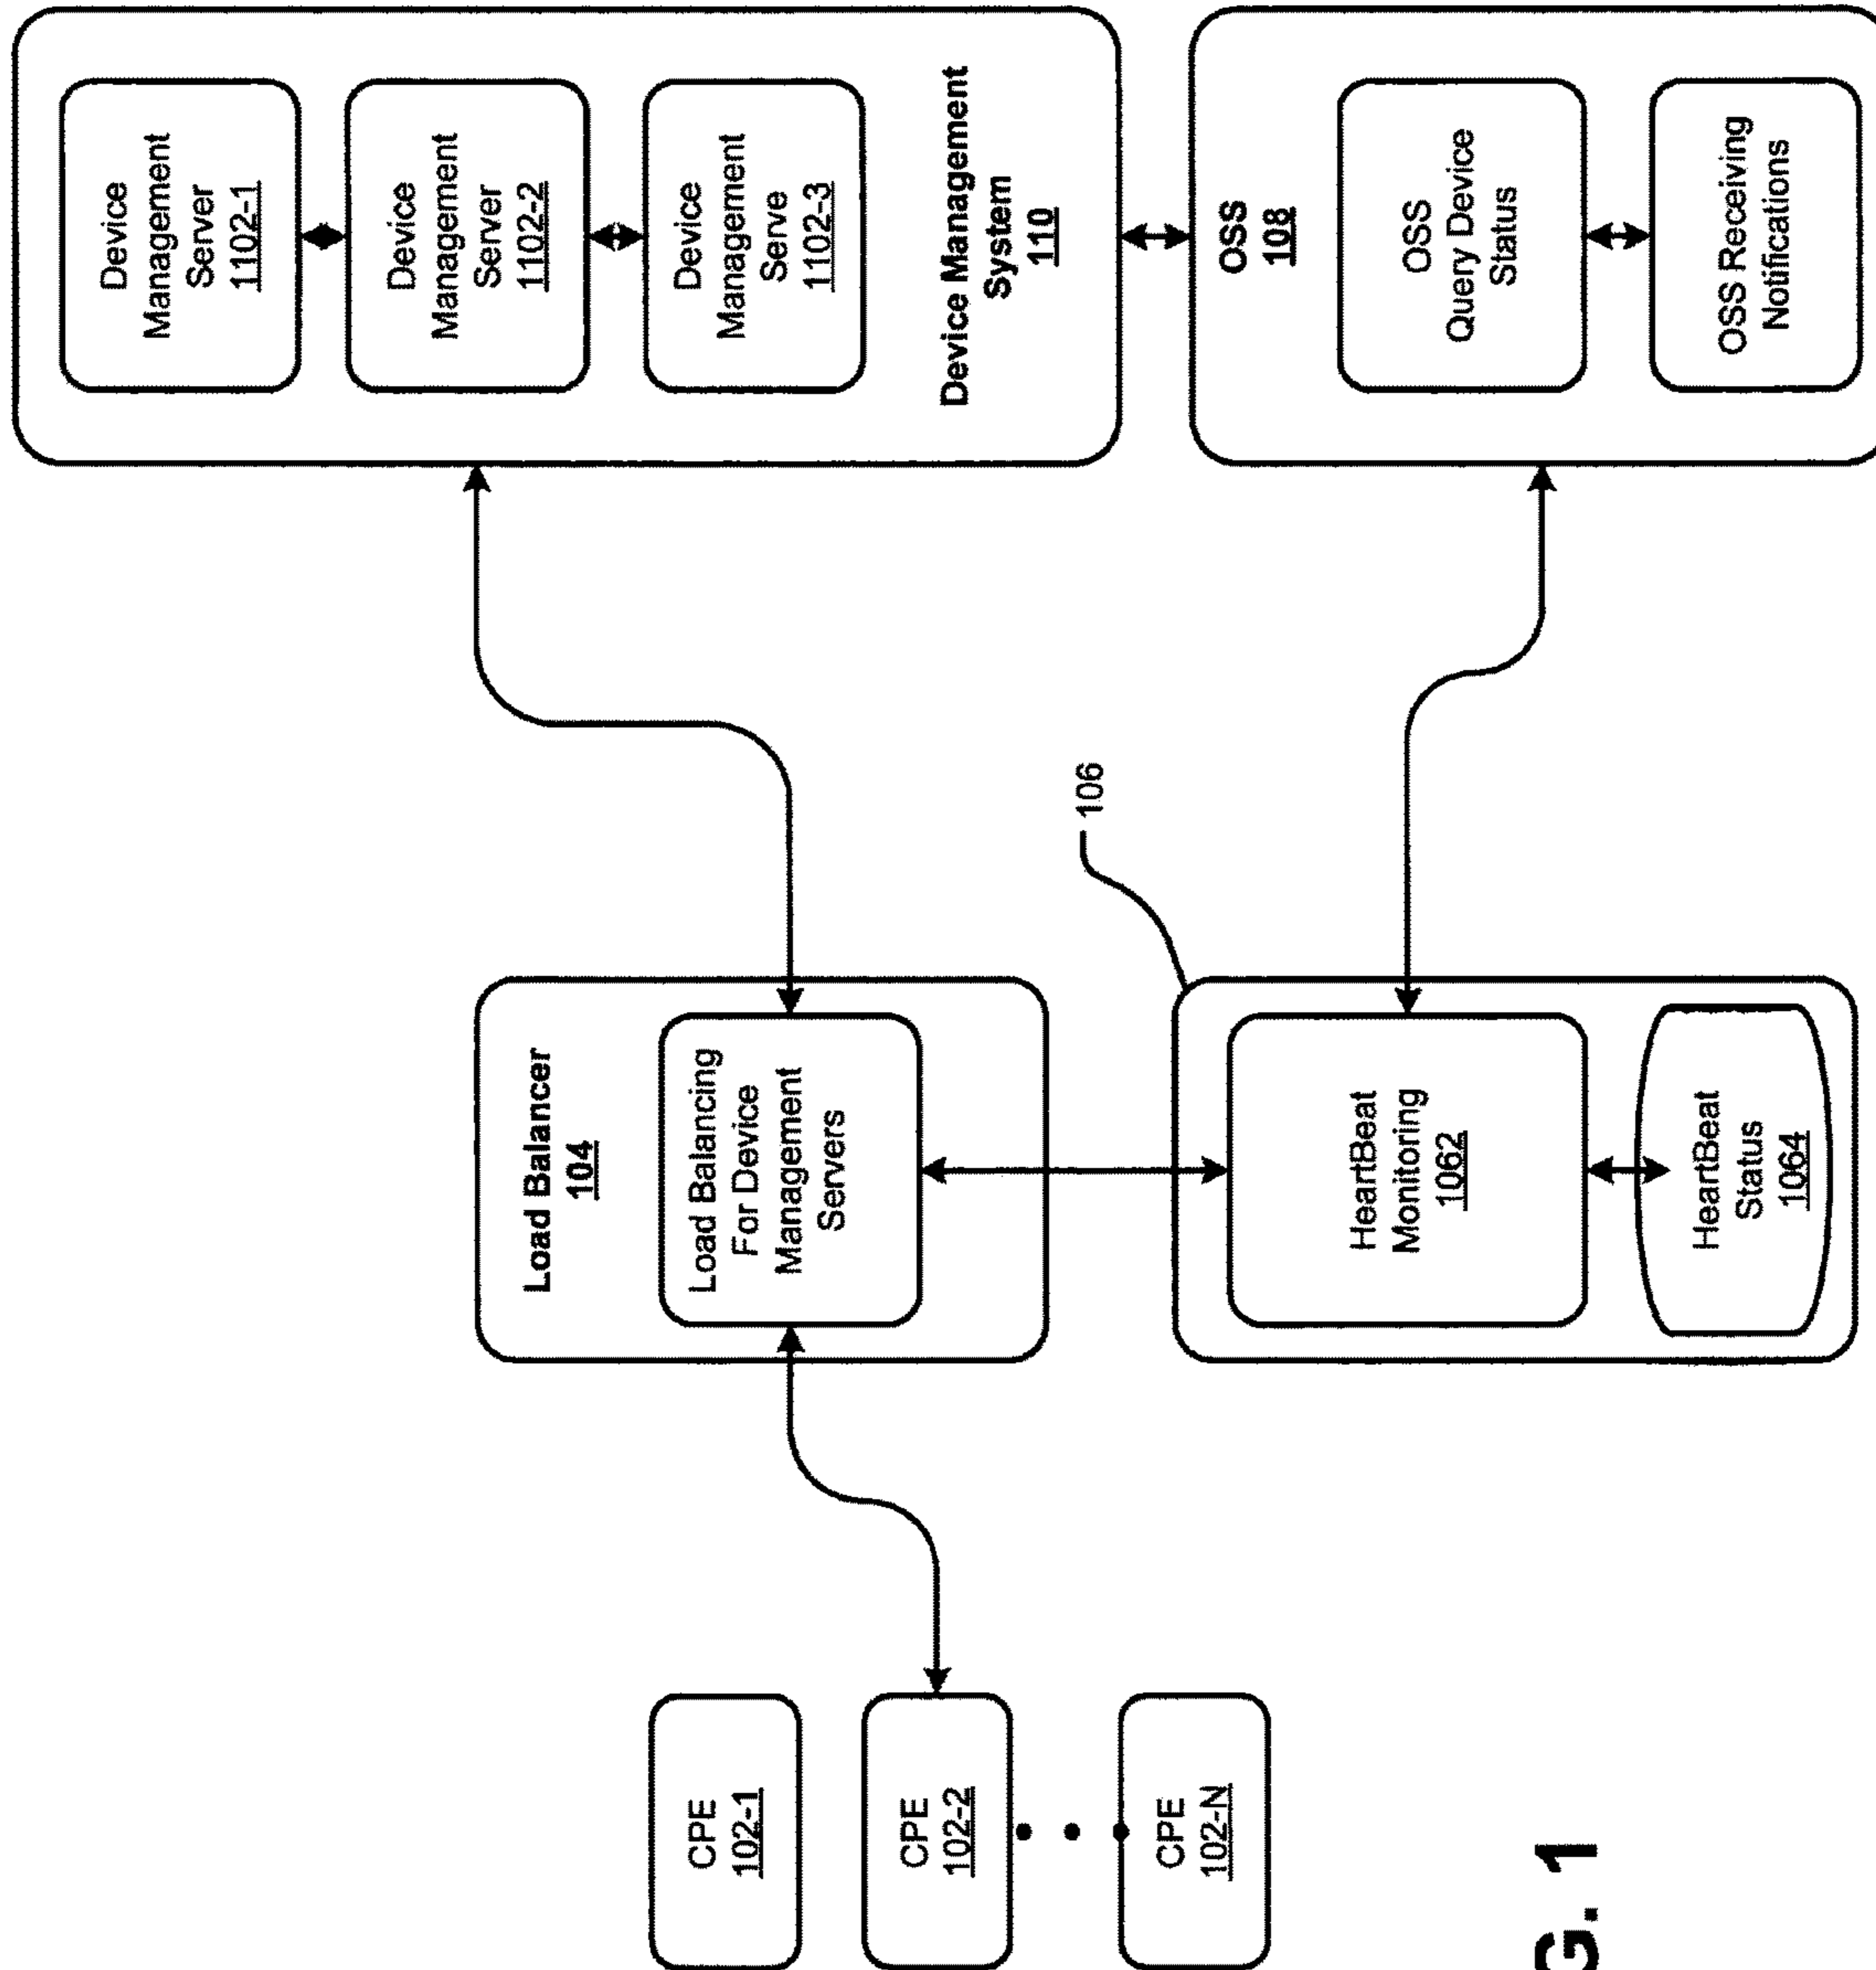 CPE
102-1
CPE
102-2
CPE
102-N
Load Balancer
104
Load Balancing
For Device
Management
Servers
106
HeartBeat
Monitoring
1062
HeartBeat
Status
1064
Device
Management
Server
1102-1
Device
Management
Server
1102-2
Device
Management
Serve
1102-3
Device Management
System
110
OSS
108
OSS
Query Device
Status
OSS Receiving
Notifications
G. 1